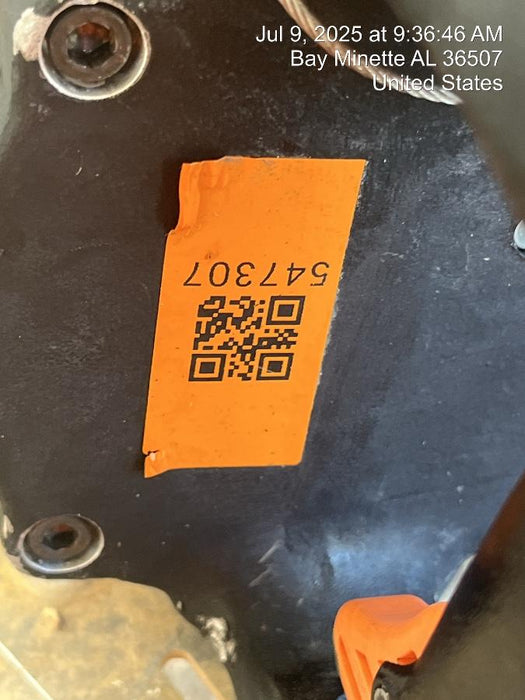 Jul 9, 2025 at 9:36:46 AM
Bay Minette AL 36507
United States
547307